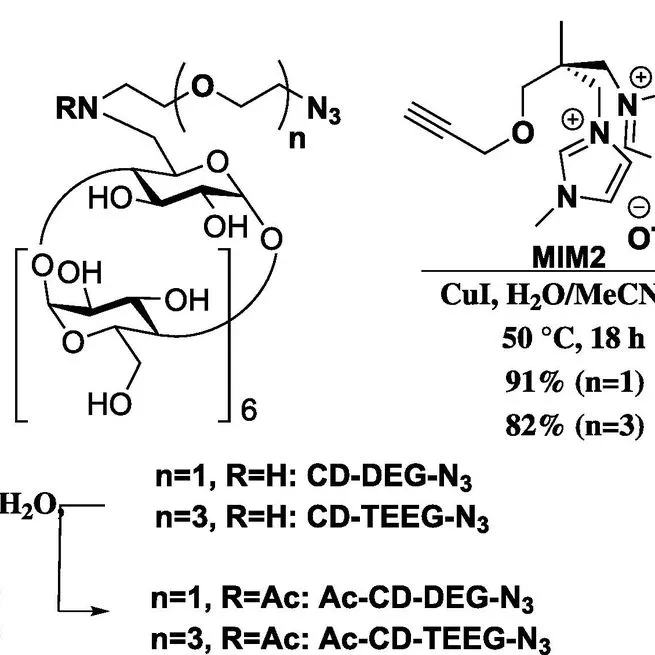 O
RN
N₃
n
O
HO
OH
O
O
OH
OH
O
HO
6
⊕
N
⊕
N
O
N
⊖
MIM2
CuI, H₂O/MeCN
50 °C, 18 h
91% (n=1)
82% (n=3)
n=1, R=H: CD-DEG-N₃
H₂O,
n=3, R=H: CD-TEEG-N₃
n=1, R=Ac: Ac-CD-DEG-N₃
n=3, R=Ac: Ac-CD-TEEG-N₃